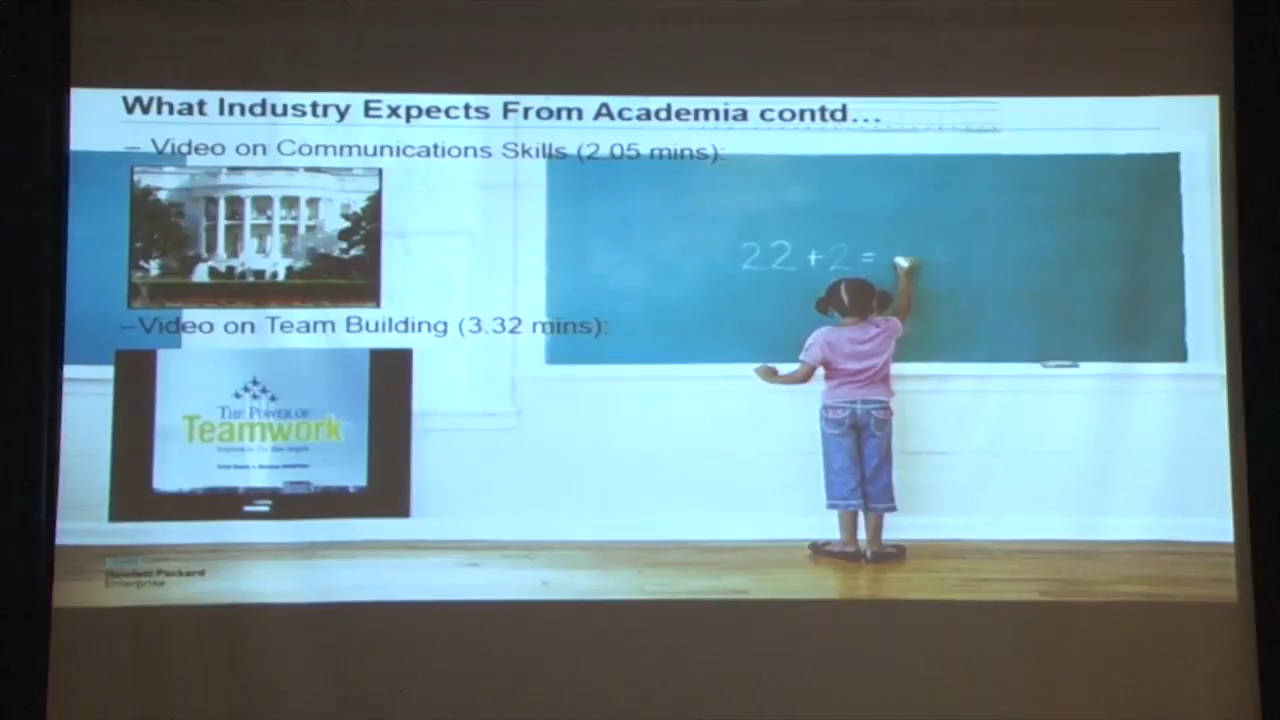 What Industry Expects From Academia contd...
– Video on Communications Skills (2.05 mins):
22+2=
–Video on Team Building (3.32 mins):
THE POWER OF
Teamwork
Hewlett Packard
Enterprise